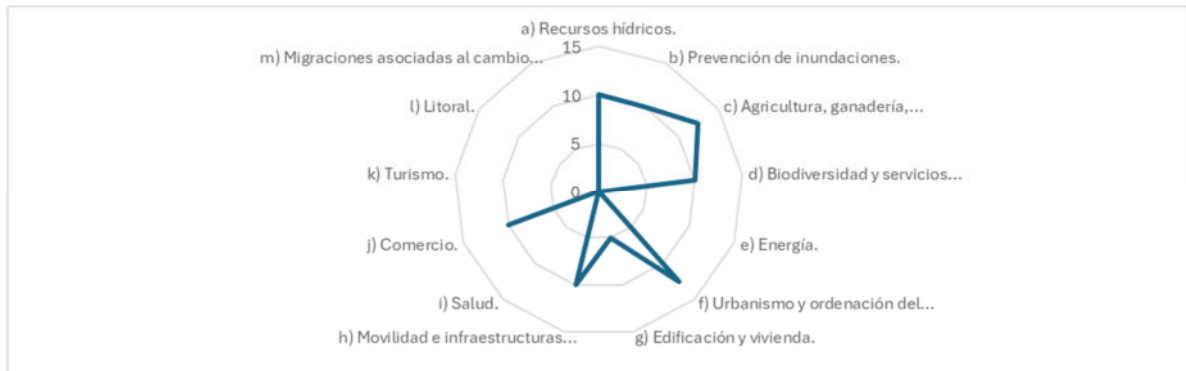 a) Recursos hídricos.
b) Prevención de inundaciones.
c) Agricultura, ganadería,...
d) Biodiversidad y servicios...
e) Energía.
f) Urbanismo y ordenación del...
g) Edificación y vivienda.
h) Movilidad e infraestructuras...
i) Salud.
j) Comercio.
k) Turismo.
l) Litoral.
m) Migraciones asociadas al cambio...
15
10
5
0